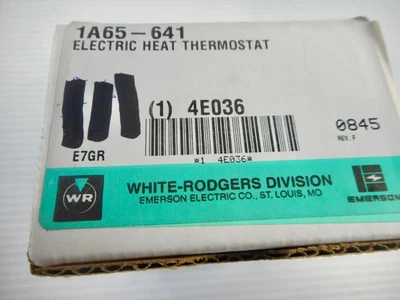 1A65-641
ELECTRIC HEAT THERMOSTAT
(1) 4E036
0845
REV. F
E7GR
*1 4E036*
WR
WHITE-RODGERS DIVISION
EMERSON ELECTRIC CO., ST. LOUIS, MO
EMERSON